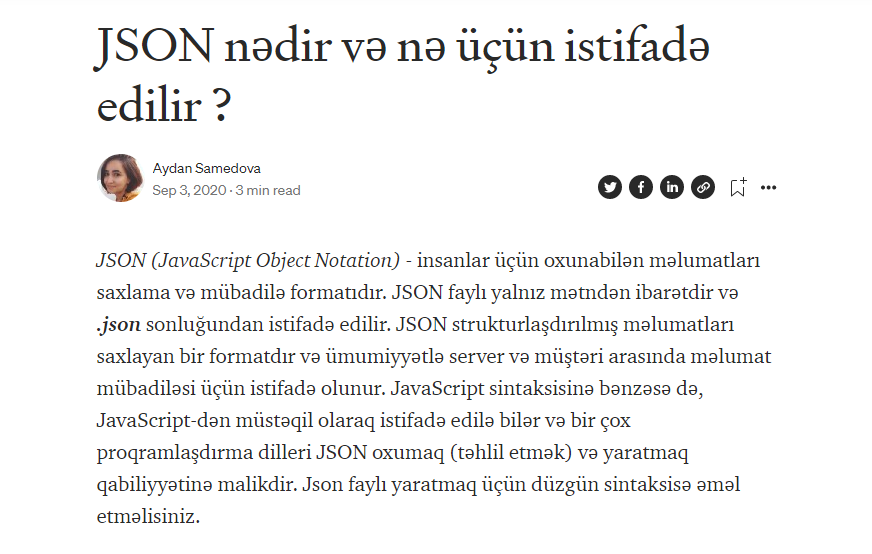 JSON nədir və nə üçün istifadə
edilir ?
Aydan Samedova
Sep 3, 2020 · 3 min read
JSON (JavaScript Object Notation) - insanlar üçün oxunabilən məlumatları
saxlama və mübadilə formatıdır. JSON faylı yalnız mətndən ibarətdir və
.json sonluğundan istifadə edilir. JSON strukturlaşdırılmış məlumatları
saxlayan bir formatdır və ümumiyyətlə server və müştəri arasında məlumat
mübadiləsi üçün istifadə olunur. JavaScript sintaksisinə bənzəsə də,
JavaScript-dən müstəqil olaraq istifadə edilə bilər və bir çox
proqramlaşdırma dilleri JSON oxumaq (təhlil etmək) və yaratmaq
qabiliyyətinə malikdir. Json faylı yaratmaq üçün düzgün sintaksisə əməl
etməlisiniz.